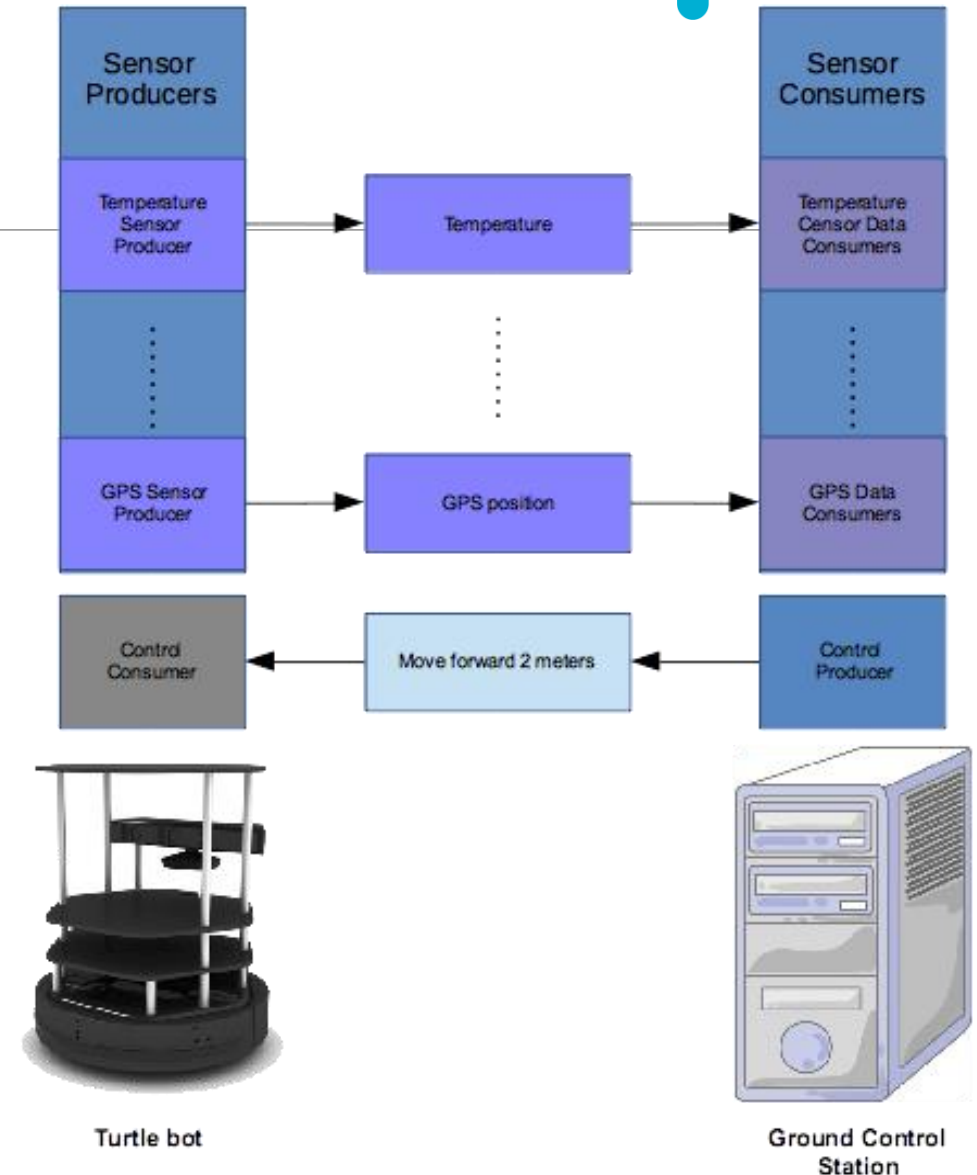 Sensor
Producers
Sensor
Consumers
Temperature
Sensor
Producer
Temperature
Temperature
Censor Data
Consumers
GPS Sensor
Producer
GPS position
GPS Data
Consumers
Control
Consumer
Move forward 2 meters
Control
Producer
Turtle bot
Ground Control
Station